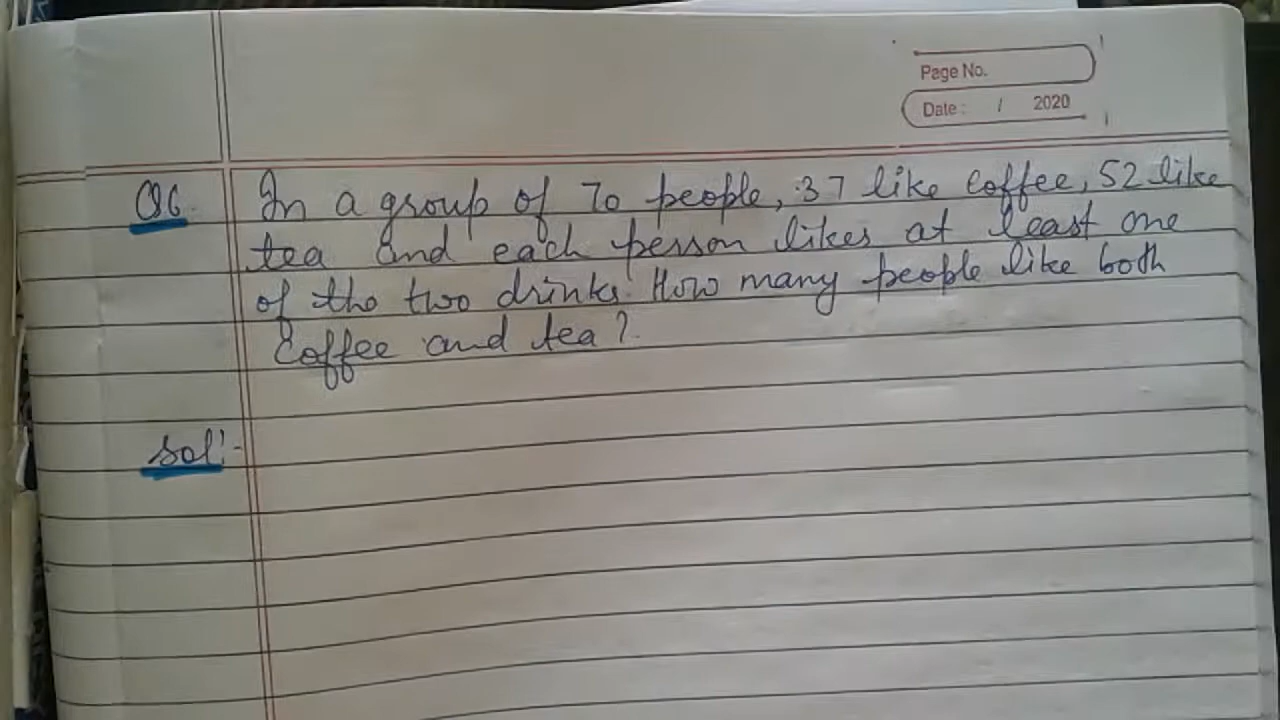 Page No.
Date : / 2020
Q6. In a group of 70 people, 37 like coffee, 52 like
tea and each person likes at least one
of the two drinks. How many people like both
coffee and tea?
sol:-